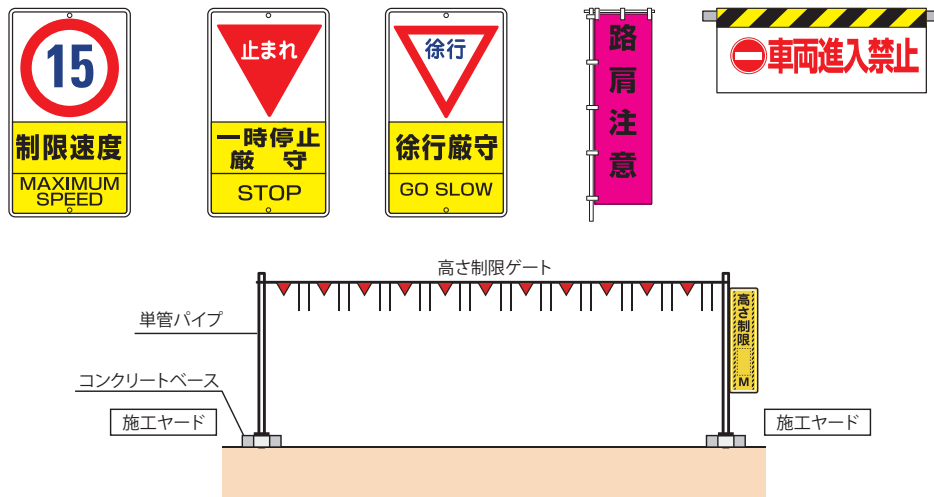 15
制限速度
MAXIMUM
SPEED
止まれ
一時停止
厳 守
STOP
徐行
徐行厳守
GO SLOW
路肩注意
車両進入禁止
高さ制限ゲート
単管パイプ
高さ制限
M
コンクリートベース
施工ヤード
施工ヤード